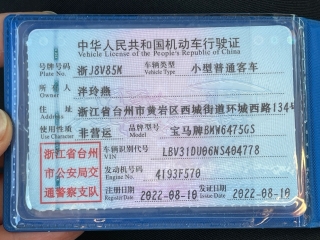 中华人民共和国机动车行驶证
Vehicle License of the People's Republic of China
号牌号码 浙J8V85M 车辆类型 小型普通客车
Plate No. Vehicle Type
所有人 泮玲燕
Owner
住址 浙江省台州市黄岩区西城街道环城西路134号
Address
使用性质 非营运 品牌型号 宝马牌BMW6475GS
Use Character Model
浙江省台州市公安局交通警察支队
车辆识别代号 LBV31DU06NS404778
VIN
发动机号码 4193F570
Engine No.
注册日期 2022-08-10 发证日期 2022-08-10
Register Date Issue Date